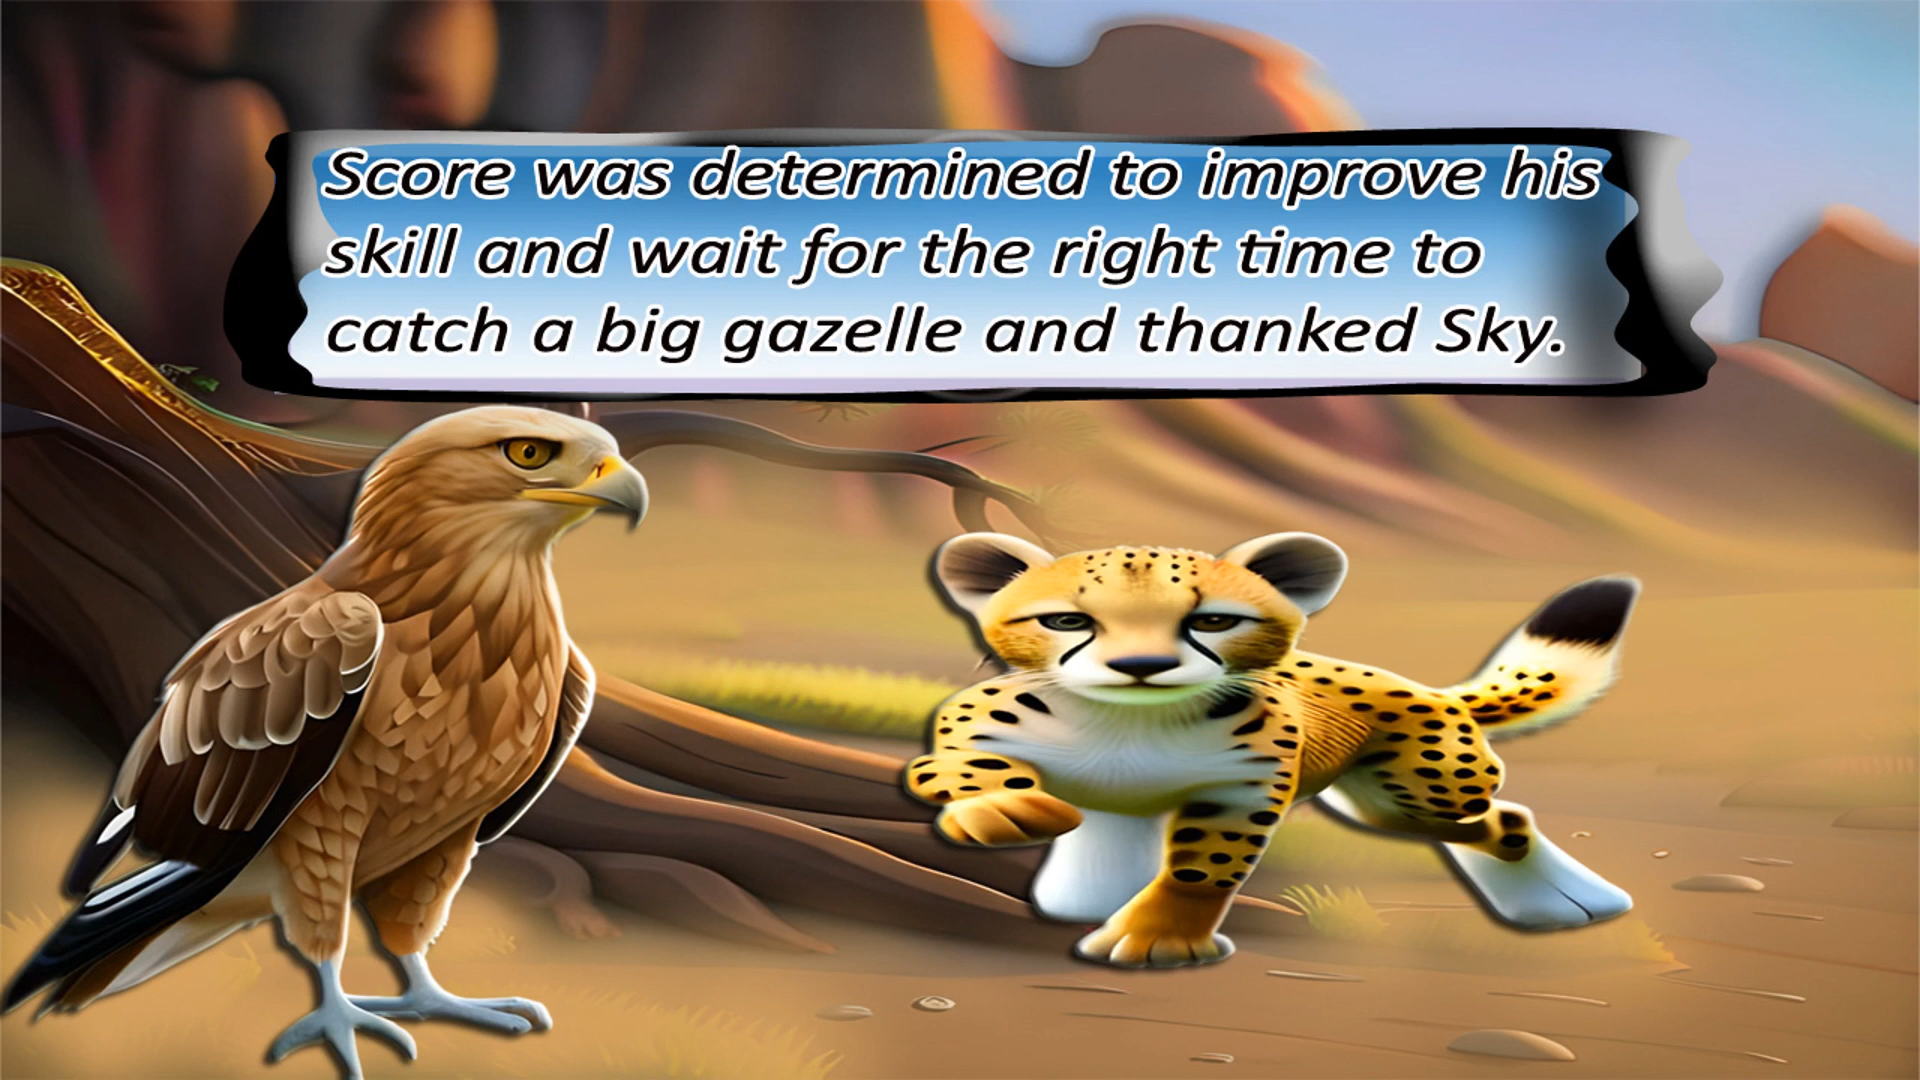 Score was determined to improve his
skill and wait for the right time to
catch a big gazelle and thanked Sky.